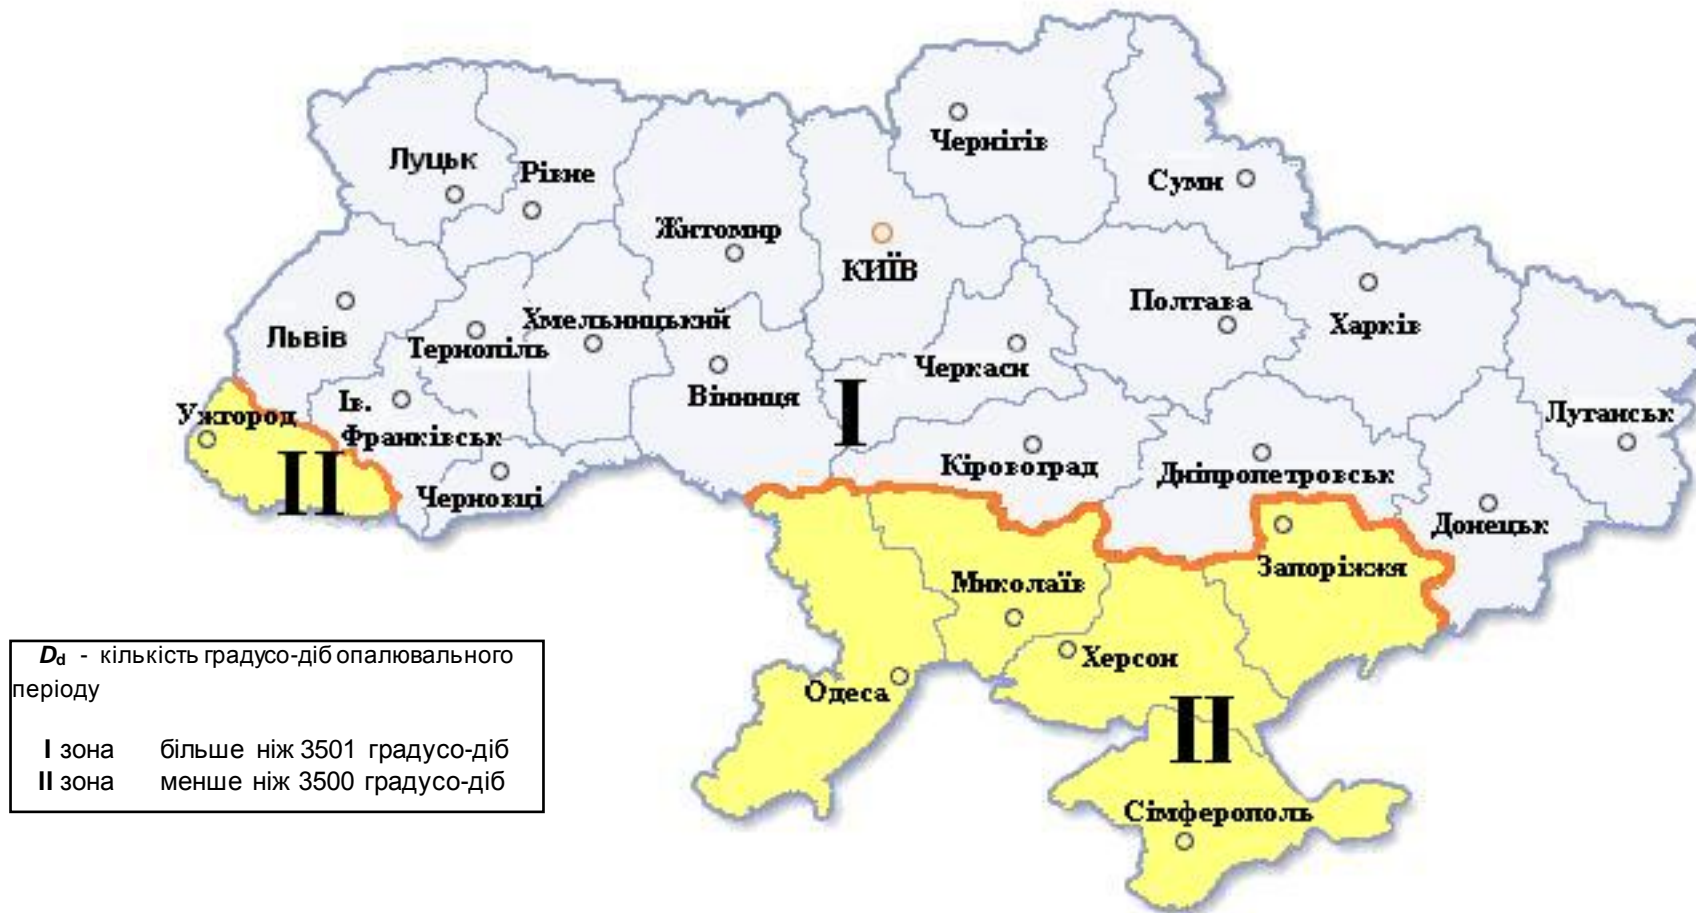 Чернігів
Луцьк
Рівне
Суми
Житомир
КИЇВ
Полтава
Харків
Львів
Тернопіль
Хмельницький
Черкаси
Вінниця
I
Ужгород
Ів.
Франківськ
Луганськ
II
Черновці
Кіровоград
Дніпропетровськ
Донецьк
Запоріжжя
Миколаїв
Херсон
Одеса
II
Сімферополь
Dd - кількість градусо-діб опалювального
періоду
I зона більше ніж 3501 градусо-діб
II зона менше ніж 3500 градусо-діб